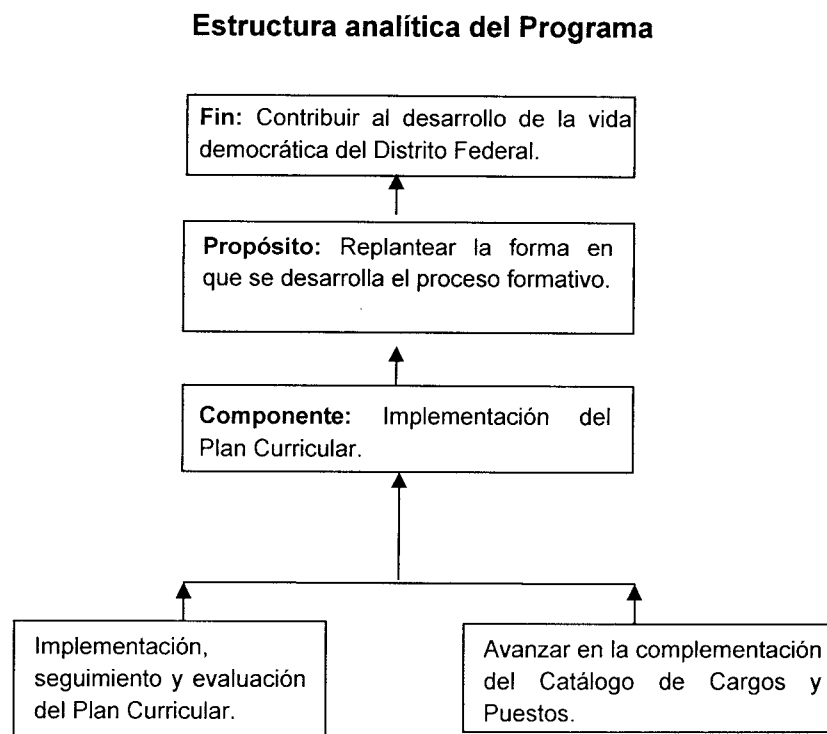 Estructura analítica del Programa
Fin: Contribuir al desarrollo de la vida
democrática del Distrito Federal.
Propósito: Replantear la forma en
que se desarrolla el proceso formativo.
Componente: Implementación del
Plan Curricular.
Implementación,
seguimiento y evaluación
del Plan Curricular.
Avanzar en la complementación
del Catálogo de Cargos y
Puestos.